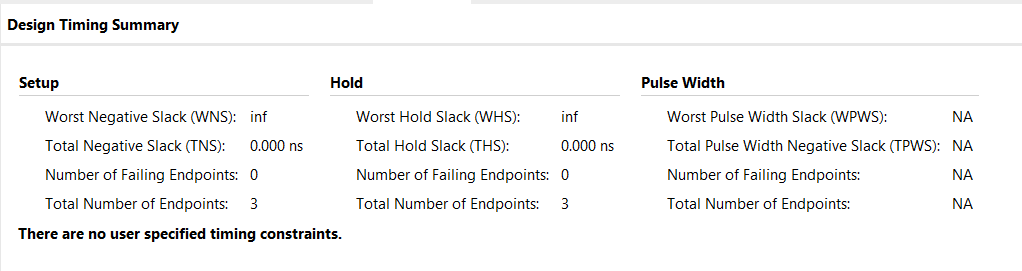 Design Timing Summary
Setup
Hold
Pulse Width
Worst Negative Slack (WNS): inf
Worst Hold Slack (WHS): inf
Worst Pulse Width Slack (WPWS): NA
Total Negative Slack (TNS): 0.000 ns
Total Hold Slack (THS): 0.000 ns
Total Pulse Width Negative Slack (TPWS): NA
Number of Failing Endpoints: 0
Number of Failing Endpoints: 0
Number of Failing Endpoints: NA
Total Number of Endpoints: 3
Total Number of Endpoints: 3
Total Number of Endpoints: NA
There are no user specified timing constraints.